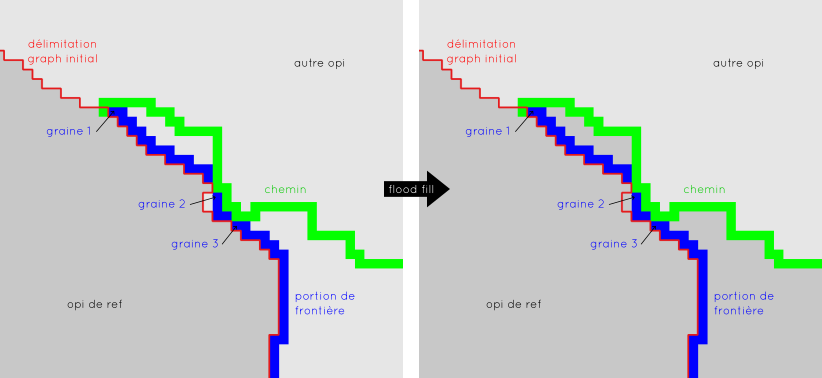 délimitation
graph initial
autre opi
graine 1
chemin
graine 2
graine 3
portion de
frontière
opi de ref
flood fill
délimitation
graph initial
autre opi
graine 1
chemin
graine 2
graine 3
portion de
frontière
opi de ref